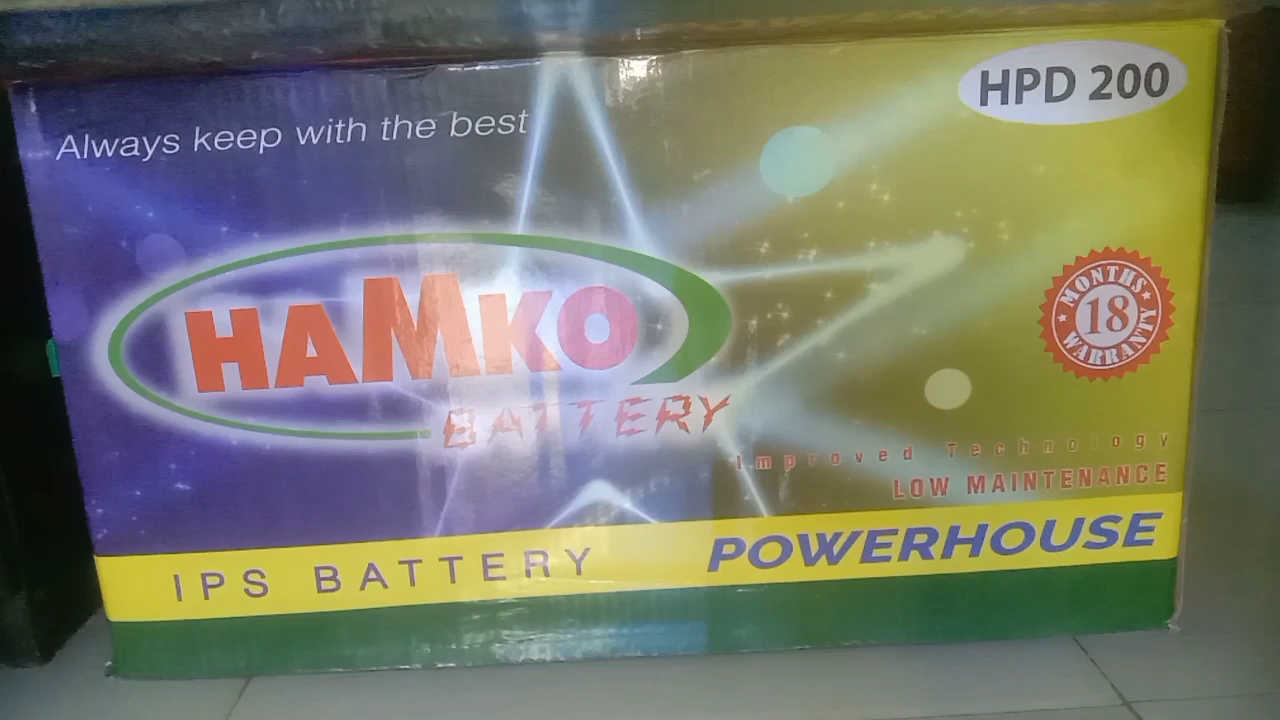 HPD 200
Always keep with the best
HAMKO
BATTERY
MONTHS
18
WARRANTY
Improved Technology
LOW MAINTENANCE
IPS BATTERY
POWERHOUSE